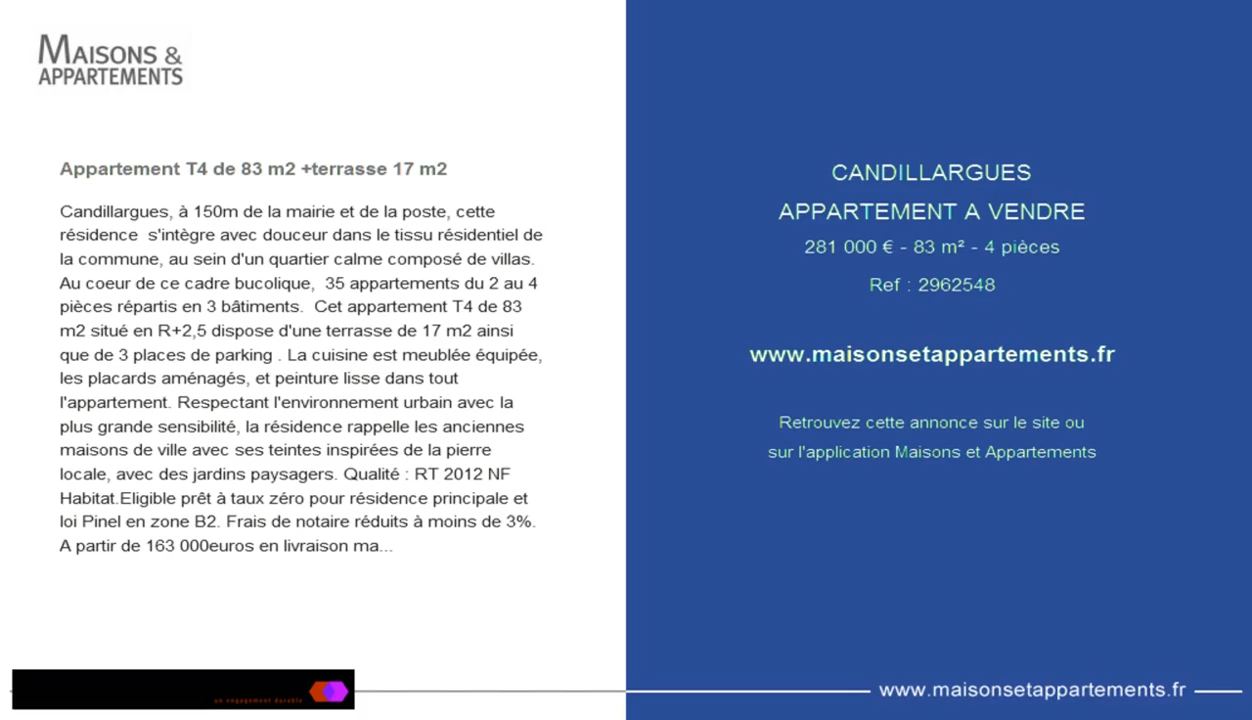 MAISONS &
APPARTEMENTS
Appartement T4 de 83 m2 +terrasse 17 m2
Candillargues, à 150m de la mairie et de la poste, cette
résidence s'intègre avec douceur dans le tissu résidentiel de
la commune, au sein d'un quartier calme composé de villas.
Au coeur de ce cadre bucolique, 35 appartements du 2 au 4
pièces répartis en 3 bâtiments. Cet appartement T4 de 83
m2 situé en R+2,5 dispose d'une terrasse de 17 m2 ainsi
que de 3 places de parking . La cuisine est meublée équipée,
les placards aménagés, et peinture lisse dans tout
l'appartement. Respectant l'environnement urbain avec la
plus grande sensibilité, la résidence rappelle les anciennes
maisons de ville avec ses teintes inspirées de la pierre
locale, avec des jardins paysagers. Qualité : RT 2012 NF
Habitat.Eligible prêt à taux zéro pour résidence principale et
loi Pinel en zone B2. Frais de notaire réduits à moins de 3%.
A partir de 163 000euros en livraison ma...
un engagement durable
CANDILLARGUES
APPARTEMENT A VENDRE
281 000 € - 83 m² - 4 pièces
Ref : 2962548
www.maisonsetappartements.fr
Retrouvez cette annonce sur le site ou
sur l'application Maisons et Appartements
www.maisonsetappartements.fr